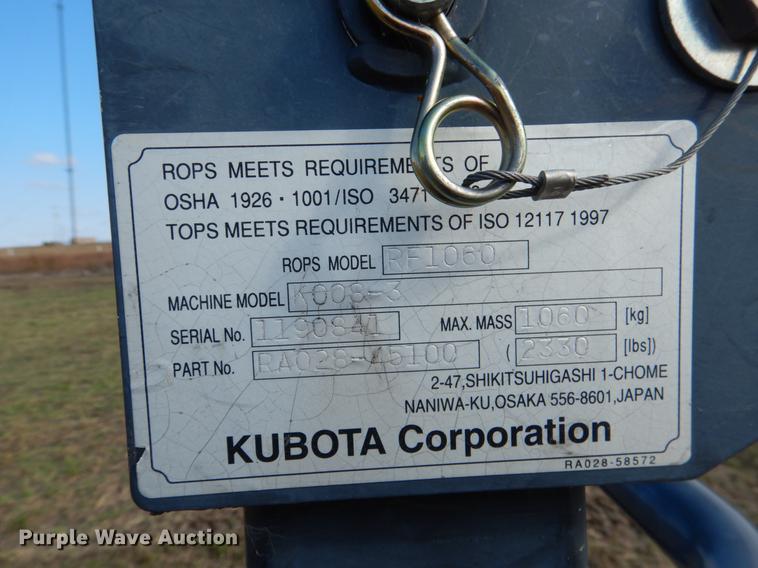 ROPS MEETS REQUIREMENTS OF
OSHA 1926 · 1001/ISO 3471
TOPS MEETS REQUIREMENTS OF ISO 12117 1997
ROPS MODEL RF1060
MACHINE MODEL K008-3
SERIAL No. 1190841 MAX. MASS 1060 [kg]
PART No. (2330 [lbs])
2-47,SHIKITSUHIGASHI 1-CHOME
NANIWA-KU,OSAKA 556-8601,JAPAN
KUBOTA Corporation
RA028-58572
Purple Wave Auction